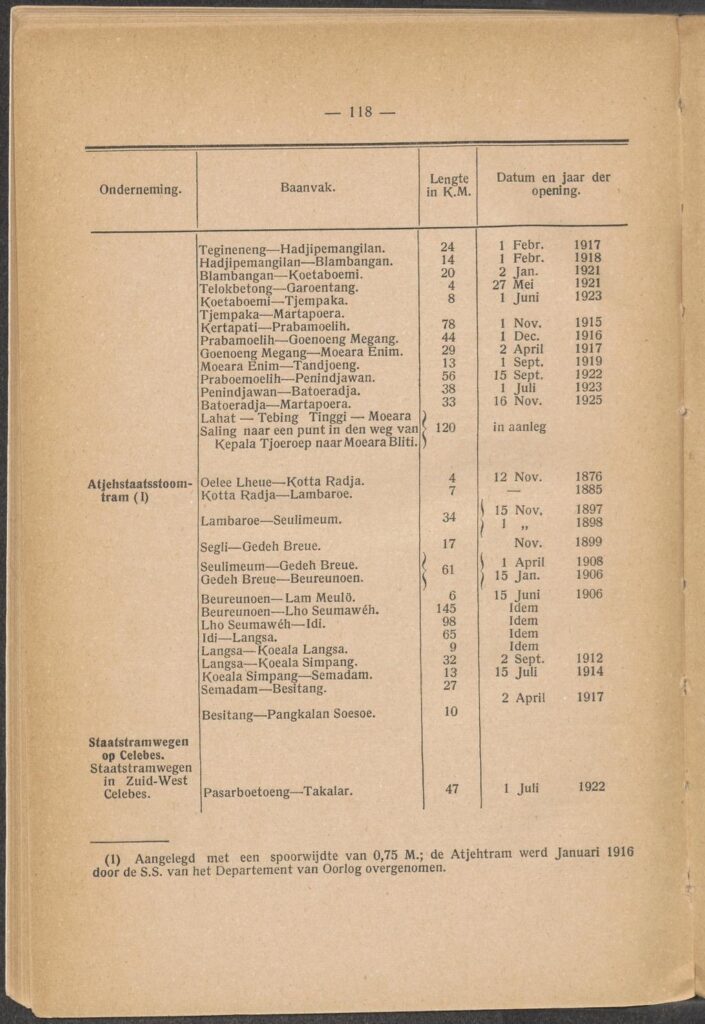 — 118 —
Onderneming. Baanvak. Lengte in K.M. Datum en jaar der opening.
Tegineneng—Hadjipemangilan. 24 1 Febr. 1917
Hadjipemangilan—Blambangan. 14 1 Febr. 1918
Blambangan—Koetaboemi. 20 2 Jan. 1921
Telokbetong—Garoentang. 4 27 Mei 1921
Koetaboemi—Tjempaka. 8 1 Juni 1923
Tjempaka—Martapoera.
Kertapati—Prabamoelih. 78 1 Nov. 1915
Prabamoelih—Goenoeng Megang. 44 1 Dec. 1916
Goenoeng Megang—Moeara Enim. 29 2 April 1917
Moeara Enim—Tandjoeng. 13 1 Sept. 1919
Praboemoelih—Penindjawan. 56 15 Sept. 1922
Penindjawan—Batoeradja. 38 1 Juli 1923
Batoeradja—Martapoera. 33 16 Nov. 1925
Lahat — Tebing Tinggi — Moeara
Saling naar een punt in den weg van 120 in aanleg
Kepala Tjoeroep naar Moeara Bliti.
Atjehstaatsstoom- Oelee Lheue—Kotta Radja. 4 12 Nov. 1876
tram (1) Kotta Radja—Lambaroe. 7 — 1885
15 Nov. 1897
Lambaroe—Seulimeum. 34 1 „ 1898
Segli—Gedeh Breue. 17 Nov. 1899
Seulimeum—Gedeh Breue. 61 1 April 1908
Gedeh Breue—Beureunoen. 15 Jan. 1906
Beureunoen—Lam Meulö. 6 15 Juni 1906
Beureunoen—Lho Seumawéh. 145 Idem
Lho Seumawéh—Idi. 98 Idem
Idi—Langsa. 65 Idem
Langsa—Koeala Langsa. 9 Idem
Langsa—Koeala Simpang. 32 2 Sept. 1912
Koeala Simpang—Semadam. 13 15 Juli 1914
Semadam—Besitang. 27
2 April 1917
Besitang—Pangkalan Soesoe. 10
Staatstramwegen
op Celebes.
Staatstramwegen
in Zuid-West
Celebes. Pasarboetoeng—Takalar. 47 1 Juli 1922
(1) Aangelegd met een spoorwijdte van 0,75 M.; de Atjehtram werd Januari 1916
door de S.S. van het Departement van Oorlog overgenomen.